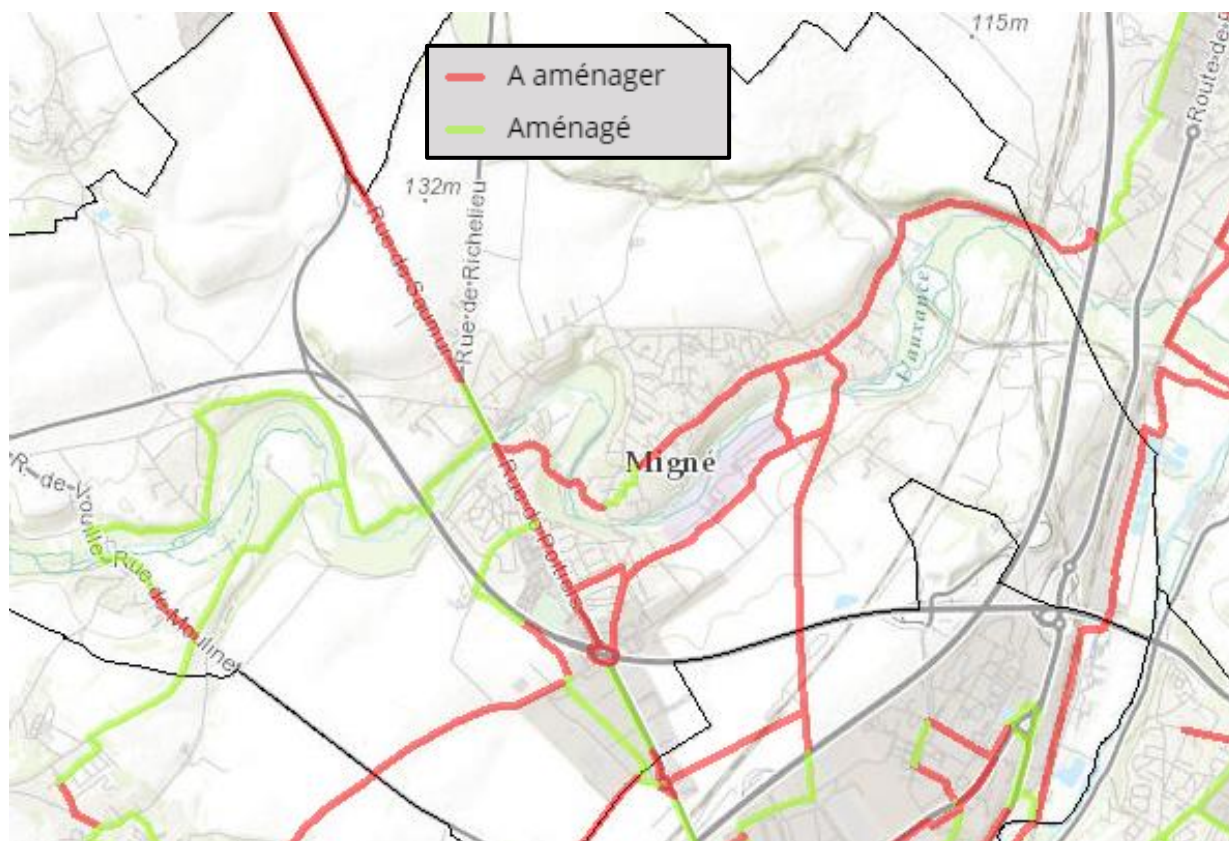 115m
A aménager
Aménagé
Route-de-
132m
Rue-de-Saumur
Rue-de-Richelieu
L'auxance
Migné
R.-de-Vouillé
Rue-de-Moulinet
Rue-de-Poitiers